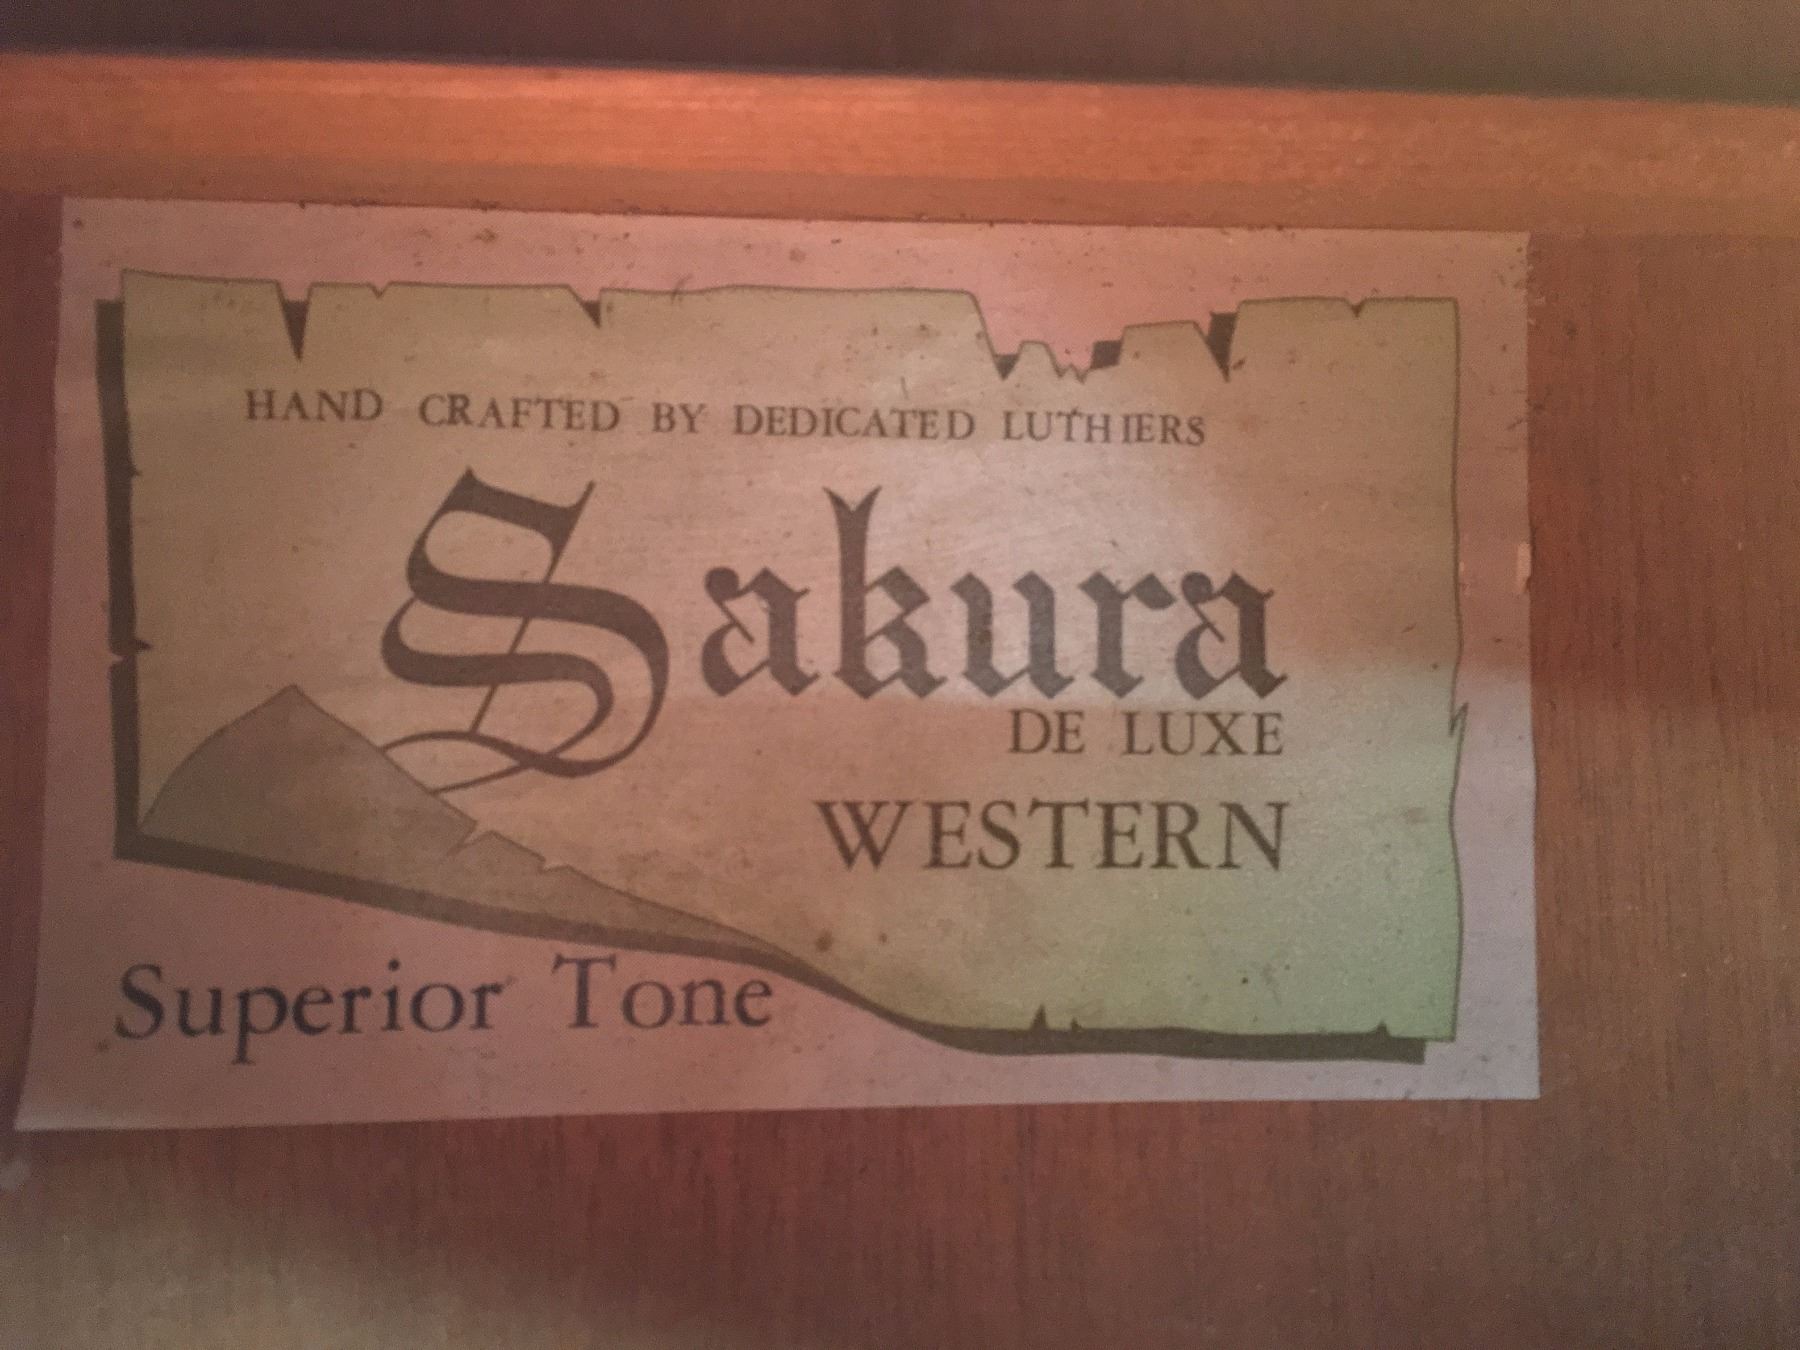 HAND CRAFTED BY DEDICATED LUTHIERS
Sakura
DE LUXE
WESTERN
Superior Tone